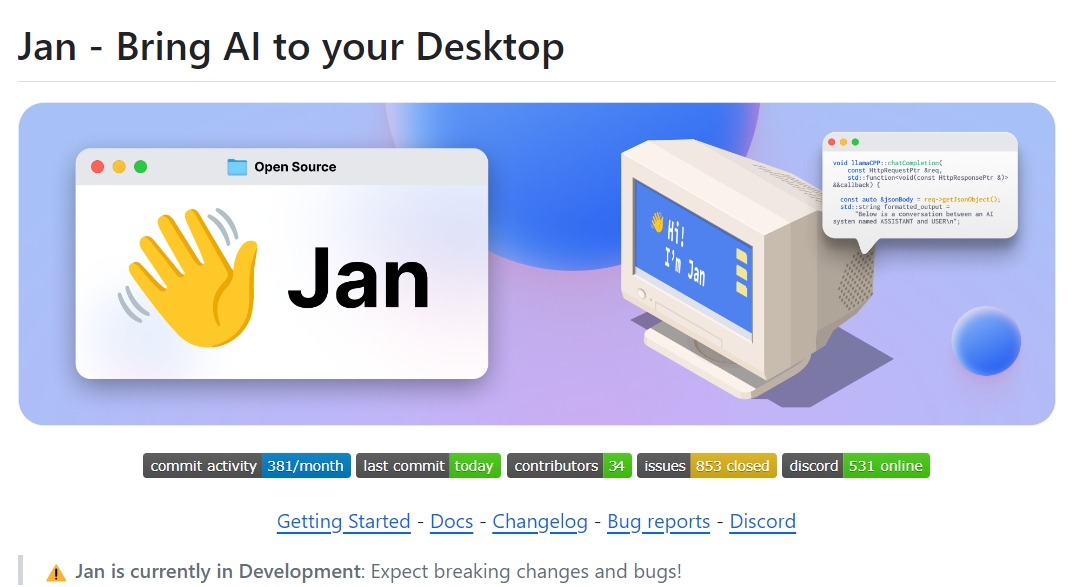 Jan - Bring AI to your Desktop
Open Source
Jan
Hi!
I'm Jan
void llamaCPP::chatCompletion(
const HttpRequestPtr &req,
std::function<void(const HttpResponsePtr &)>
&&callback) {
const auto &jsonBody = req->getJsonObject();
std::string formatted_output =
"Below is a conversation between an AI
system named ASSISTANT and USER\n";
commit activity 381/month last commit today contributors 34 issues 853 closed discord 531 online
Getting Started - Docs - Changelog - Bug reports - Discord
⚠️ Jan is currently in Development: Expect breaking changes and bugs!